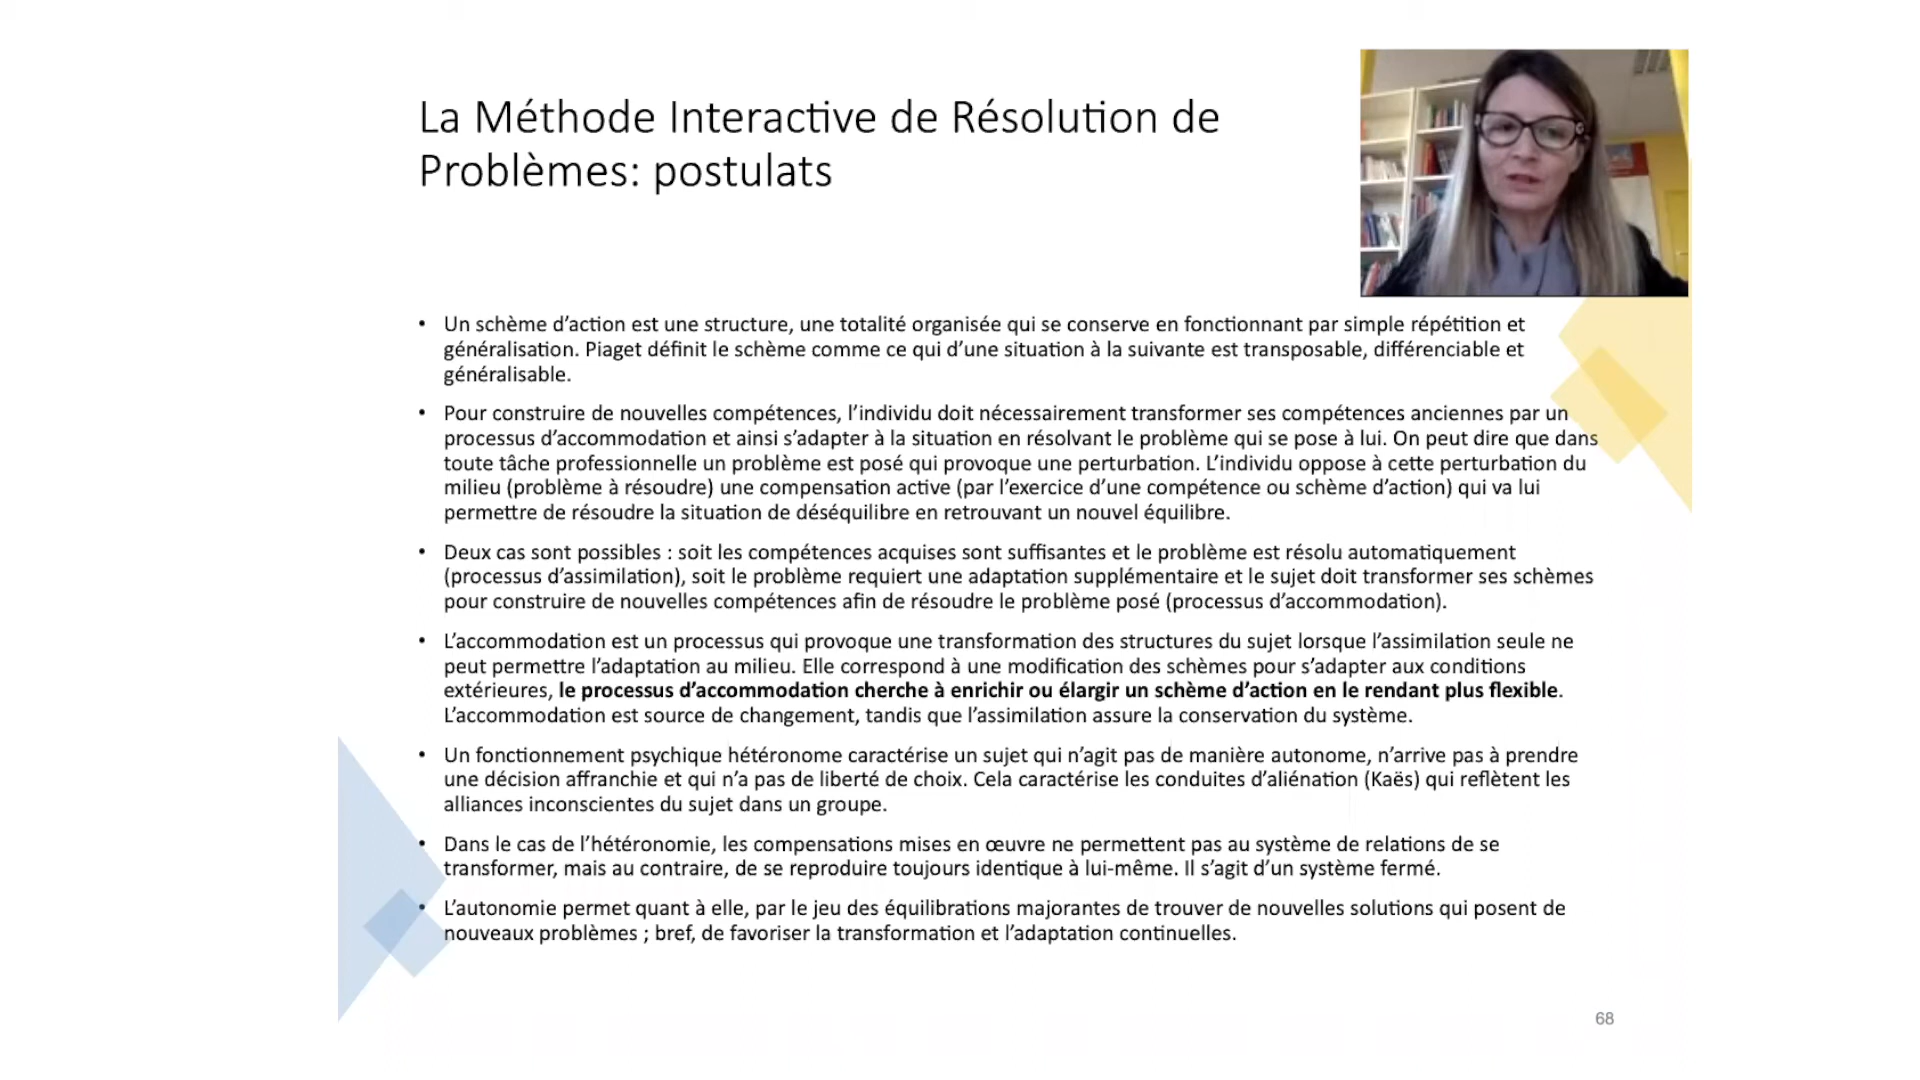 La Méthode Interactive de Résolution de
Problèmes: postulats
• Un schème d’action est une structure, une totalité organisée qui se conserve en fonctionnant par simple répétition et
généralisation. Piaget définit le schème comme ce qui d’une situation à la suivante est transposable, différenciable et
généralisable.
• Pour construire de nouvelles compétences, l’individu doit nécessairement transformer ses compétences anciennes par un
processus d’accommodation et ainsi s’adapter à la situation en résolvant le problème qui se pose à lui. On peut dire que dans
toute tâche professionnelle un problème est posé qui provoque une perturbation. L’individu oppose à cette perturbation du
milieu (problème à résoudre) une compensation active (par l’exercice d’une compétence ou schème d’action) qui va lui
permettre de résoudre la situation de déséquilibre en retrouvant un nouvel équilibre.
• Deux cas sont possibles : soit les compétences acquises sont suffisantes et le problème est résolu automatiquement
(processus d’assimilation), soit le problème requiert une adaptation supplémentaire et le sujet doit transformer ses schèmes
pour construire de nouvelles compétences afin de résoudre le problème posé (processus d’accommodation).
• L’accommodation est un processus qui provoque une transformation des structures du sujet lorsque l’assimilation seule ne
peut permettre l’adaptation au milieu. Elle correspond à une modification des schèmes pour s’adapter aux conditions
extérieures, le processus d’accommodation cherche à enrichir ou élargir un schème d’action en le rendant plus flexible.
L’accommodation est source de changement, tandis que l’assimilation assure la conservation du système.
• Un fonctionnement psychique hétéronome caractérise un sujet qui n’agit pas de manière autonome, n’arrive pas à prendre
une décision affranchie et qui n’a pas de liberté de choix. Cela caractérise les conduites d’aliénation (Kaës) qui reflètent les
alliances inconscientes du sujet dans un groupe.
• Dans le cas de l’hétéronomie, les compensations mises en œuvre ne permettent pas au système de relations de se
transformer, mais au contraire, de se reproduire toujours identique à lui-même. Il s’agit d’un système fermé.
• L’autonomie permet quant à elle, par le jeu des équilibrations majorantes de trouver de nouvelles solutions qui posent de
nouveaux problèmes ; bref, de favoriser la transformation et l’adaptation continuelles.
68